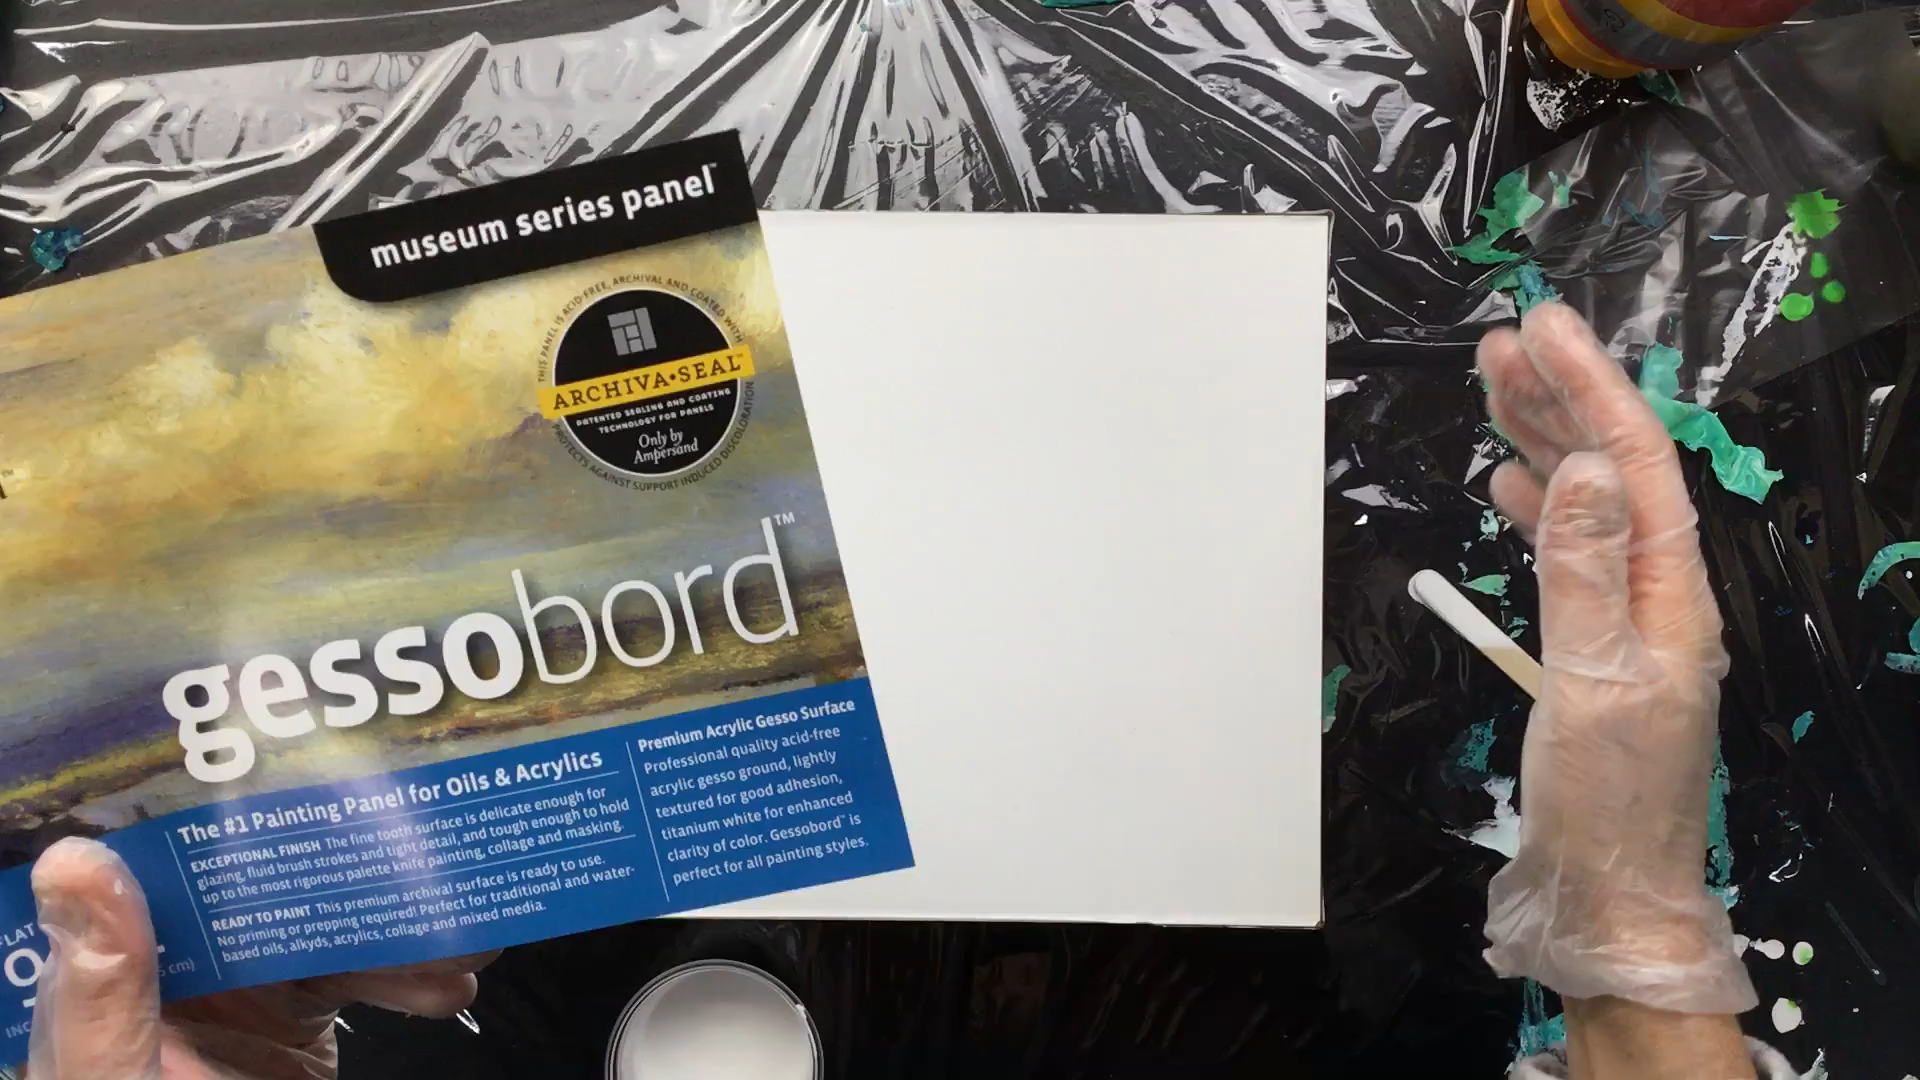 museum series panel™
THIS PANEL IS ACID-FREE, ARCHIVAL AND COATED WITH
ARCHIVA•SEAL™
PATENTED SEALING AND COATING
TECHNOLOGY FOR PANELS
Only by
Ampersand
PROTECTS AGAINST SUPPORT INDUCED DISCOLORATION
gessobord™
The #1 Painting Panel for Oils & Acrylics
EXCEPTIONAL FINISH The fine tooth surface is delicate enough for
glazing, fluid brush strokes and tight detail, and tough enough to hold
up to the most rigorous palette knife painting, collage and masking.
READY TO PAINT This premium archival surface is ready to use.
No priming or prepping required! Perfect for traditional and water-
based oils, alkyds, acrylics, collage and mixed media.
Premium Acrylic Gesso Surface
Professional quality acid-free
acrylic gesso ground, lightly
textured for good adhesion,
titanium white for enhanced
clarity of color. Gessobord™ is
perfect for all painting styles.
FLAT
cm)